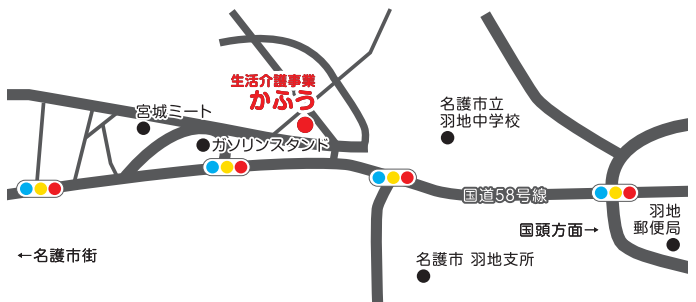 生活介護事業
かふう
宮城ミート
ガソリンスタンド
名護市立
羽地中学校
国道58号線
羽地
郵便局
国頭方面→
←名護市街
名護市 羽地支所